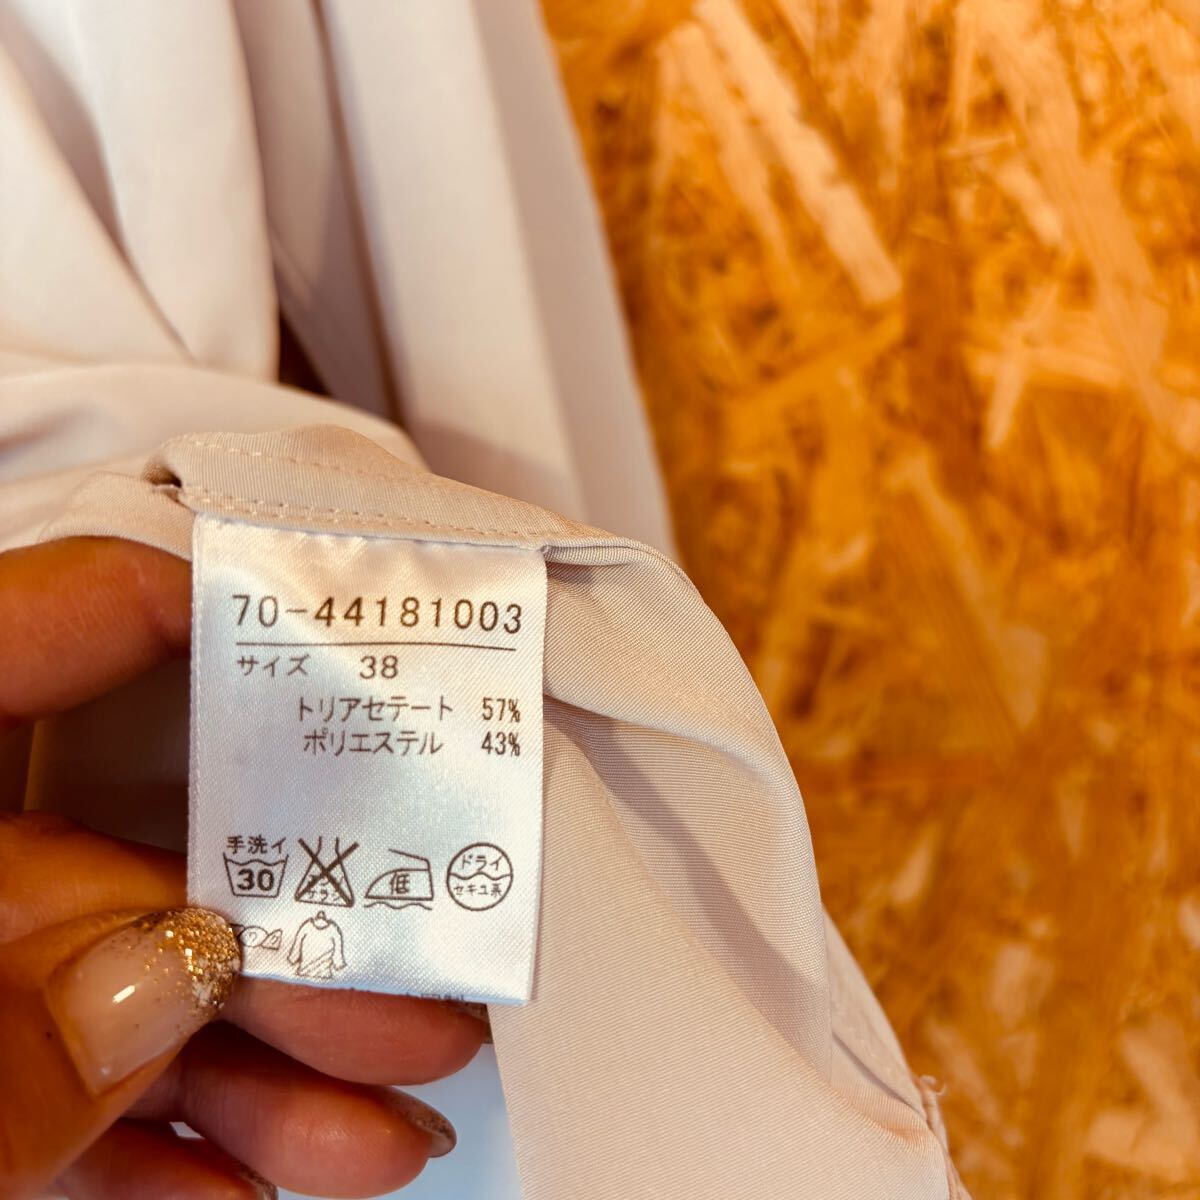 70-44181003
サイズ 38
トリアセテート 57%
ポリエステル 43%
手洗イ
30
低
ドライ
セキユ系